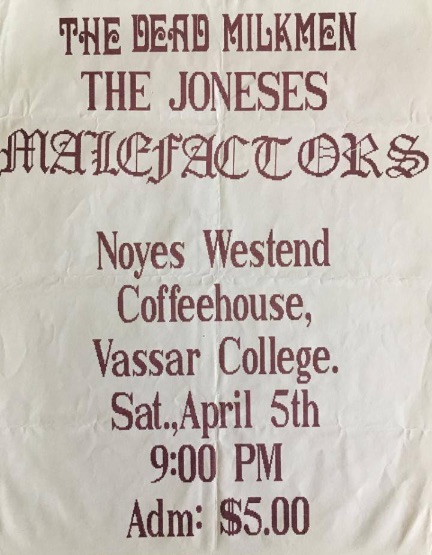 THE DEAD MILKMEN
THE JONESES
MALEFACTORS
Noyes Westend
Coffeehouse,
Vassar College.
Sat.,April 5th
9:00 PM
Adm: $5.00